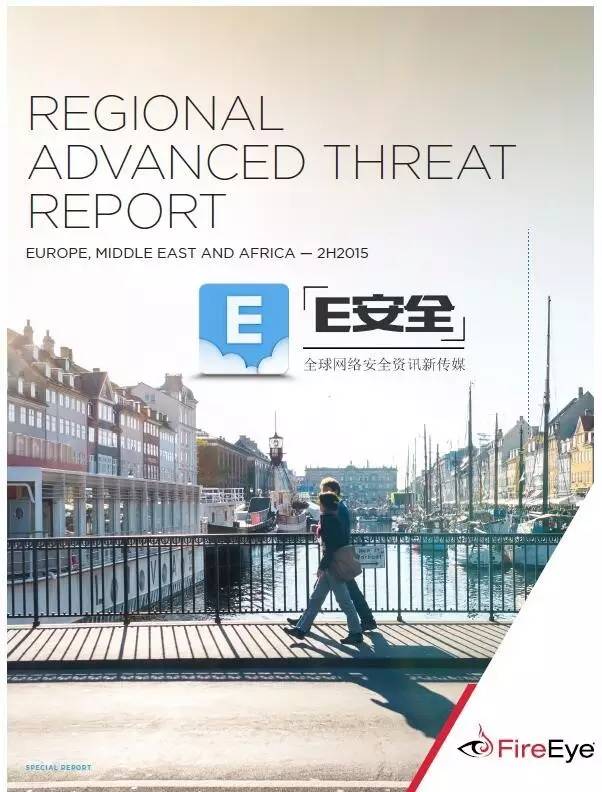 REGIONAL
ADVANCED THREAT
REPORT
EUROPE, MIDDLE EAST AND AFRICA — 2H2015
E
「E安全」
全球网络安全资讯新传媒
SPECIAL REPORT
FireEye